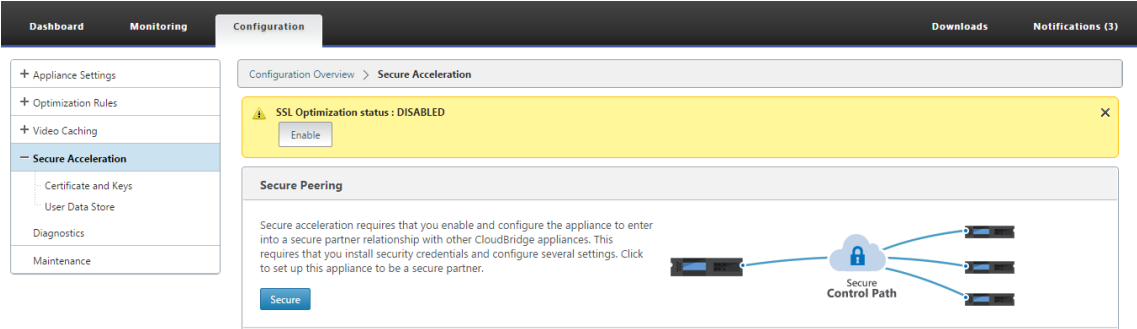 Dashboard Monitoring Configuration Downloads Notifications (3)
+ Appliance Settings
+ Optimization Rules
+ Video Caching
− Secure Acceleration
Certificate and Keys
User Data Store
Diagnostics
Maintenance
Configuration Overview > Secure Acceleration
SSL Optimization status : DISABLED
Enable
Secure Peering
Secure acceleration requires that you enable and configure the appliance to enter
into a secure partner relationship with other CloudBridge appliances. This
requires that you install security credentials and configure several settings. Click
to set up this appliance to be a secure partner.
Secure
Secure
Control Path